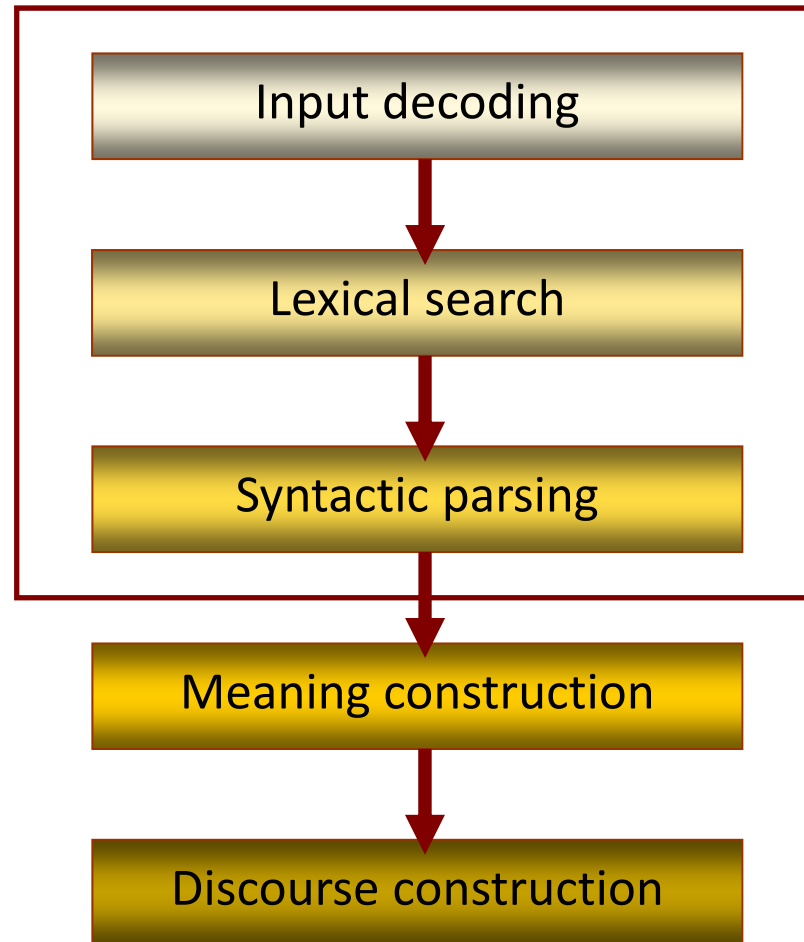 Input decoding
Lexical search
Syntactic parsing
Meaning construction
Discourse construction